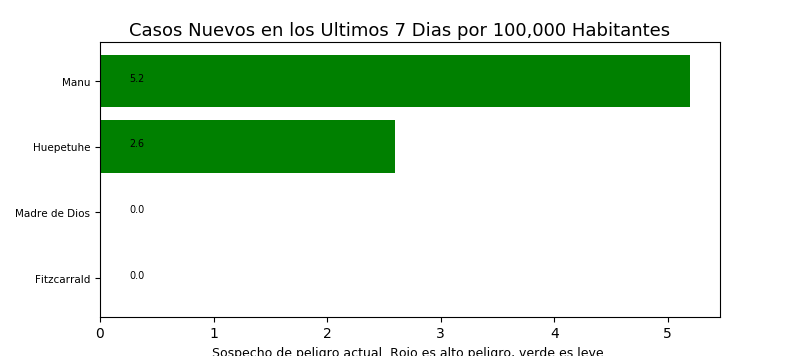 Casos Nuevos en los Ultimos 7 Dias por 100,000 Habitantes
Manu 5.2
Huepetuhe 2.6
Madre de Dios 0.0
Fitzcarrald 0.0
0 1 2 3 4 5
Sospecho de peligro actual. Rojo es alto peligro, verde es leve